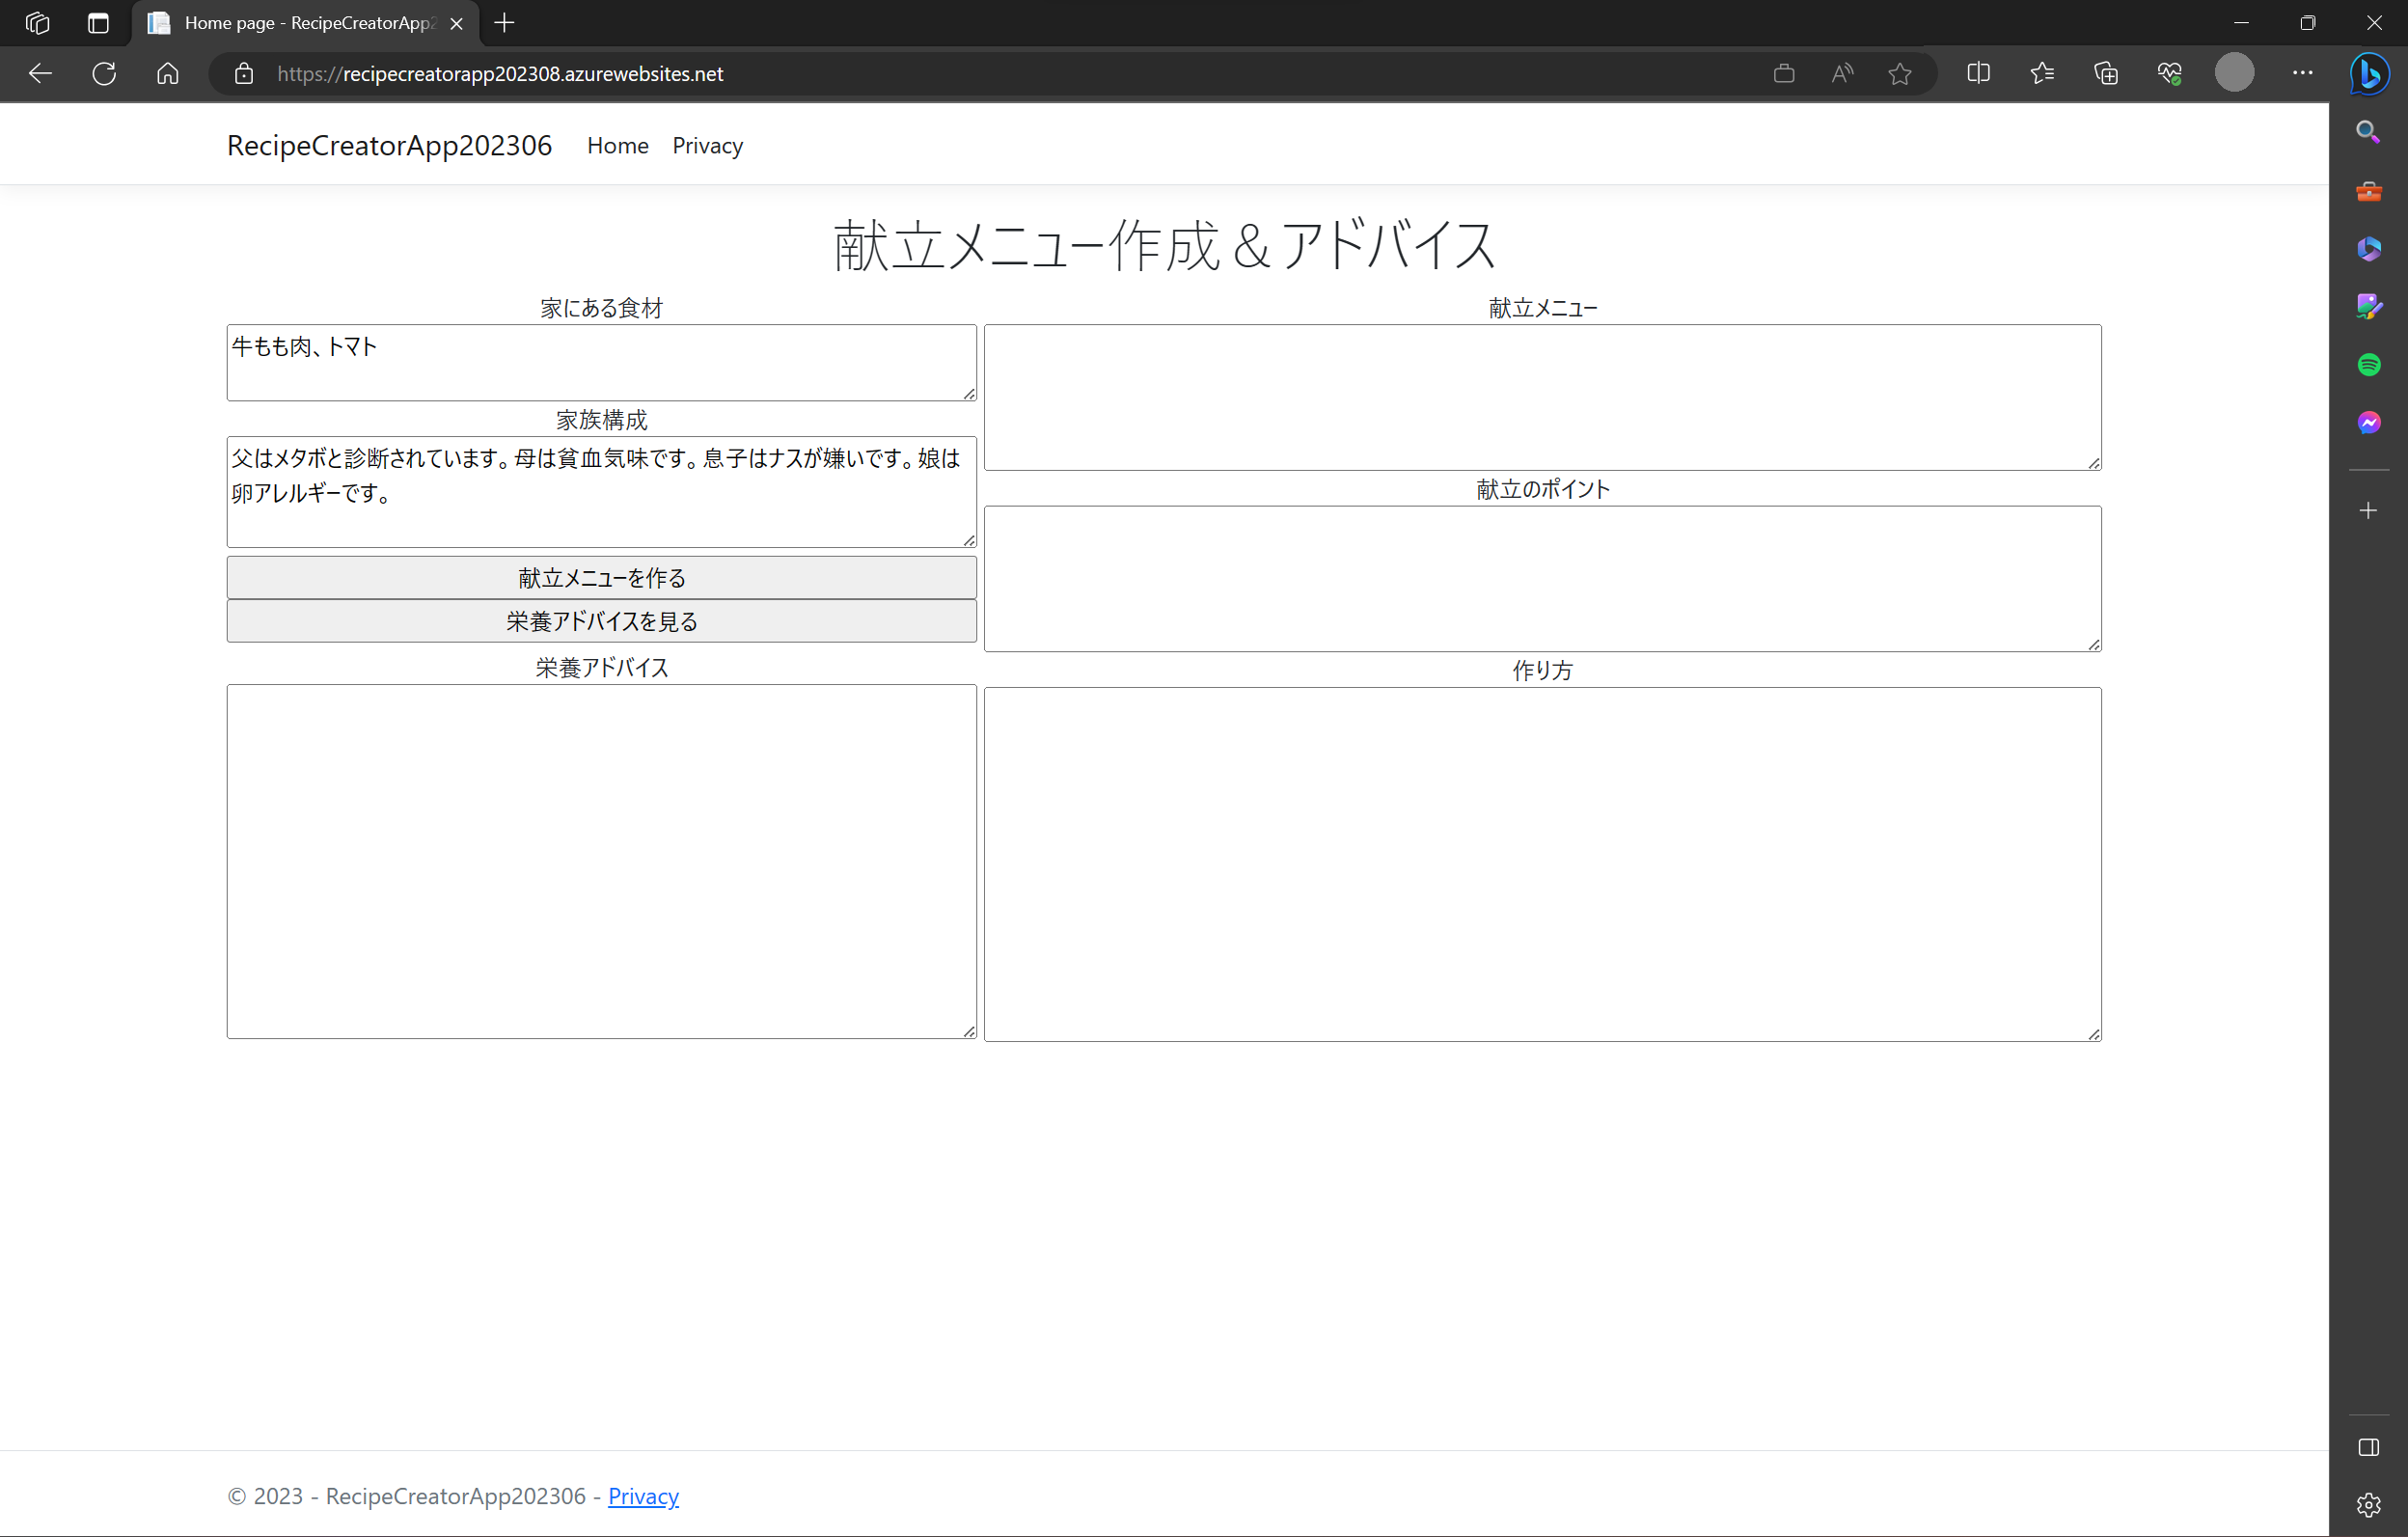 Home page - RecipeCreatorApp2
https://recipecreatorapp202308.azurewebsites.net
RecipeCreatorApp202306 Home Privacy
献立メニュー作成 & アドバイス
家にある食材
牛もも肉、トマト
家族構成
父はメタボと診断されています。母は貧血気味です。息子はナスが嫌いです。娘は
卵アレルギーです。
献立メニューを作る
栄養アドバイスを見る
栄養アドバイス
献立メニュー
献立のポイント
作り方
© 2023 - RecipeCreatorApp202306 - Privacy